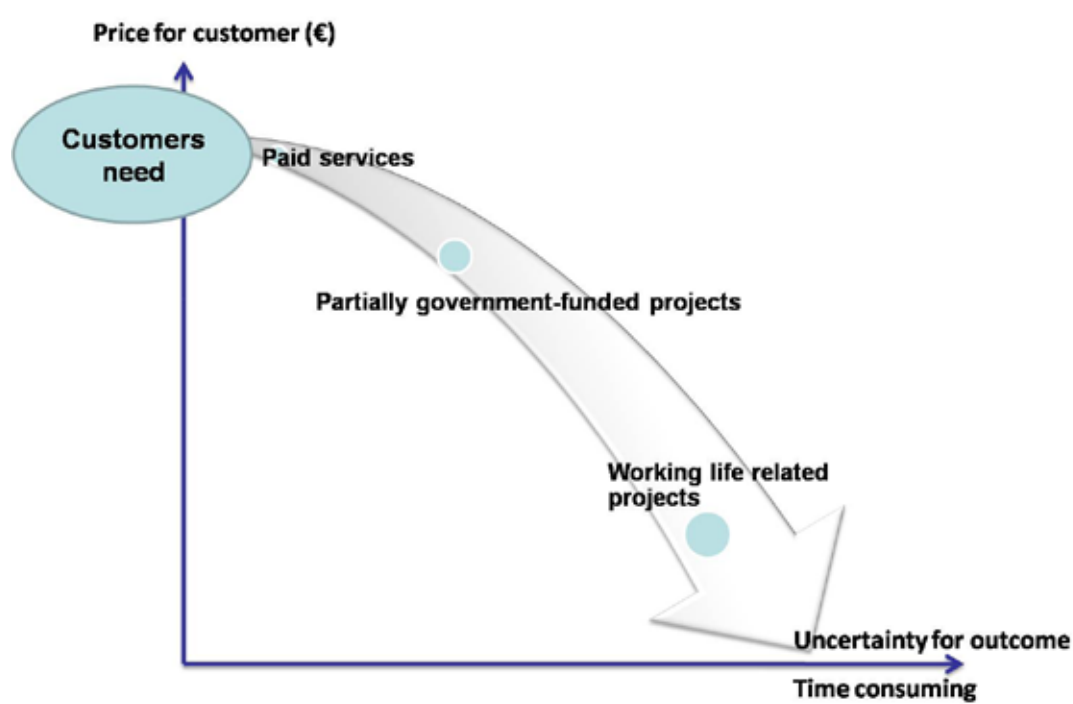 Price for customer (€)
Customers
need
Paid services
Partially government-funded projects
Working life related
projects
Uncertainty for outcome
Time consuming